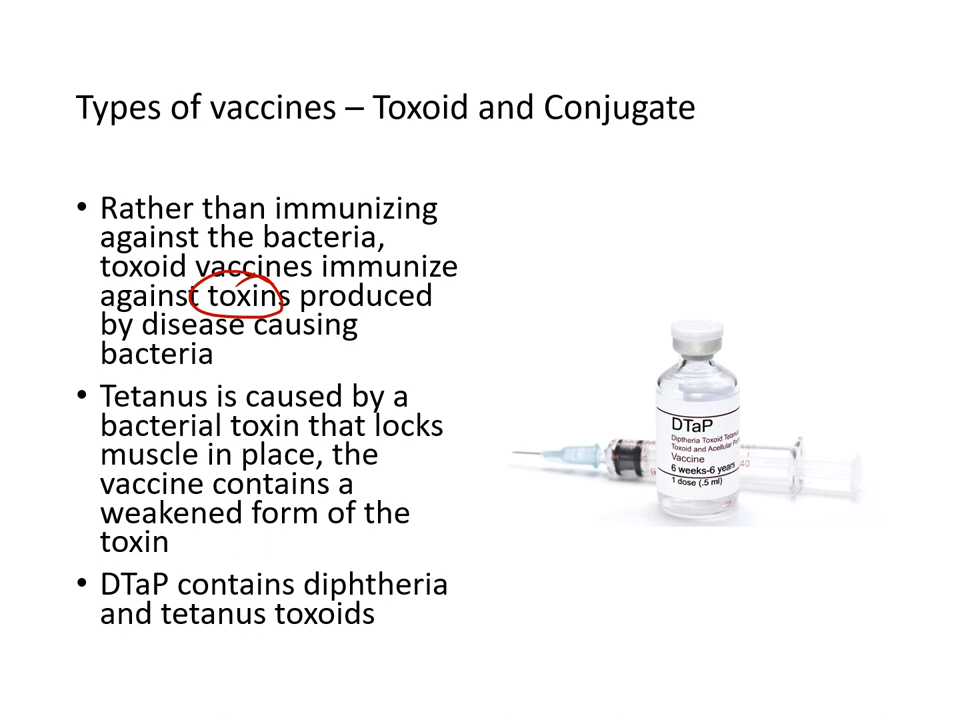 Types of vaccines – Toxoid and Conjugate
• Rather than immunizing
against the bacteria,
toxoid vaccines immunize
against toxins produced
by disease causing
bacteria
• Tetanus is caused by a
bacterial toxin that locks
muscle in place, the
vaccine contains a
weakened form of the
toxin
• DTaP contains diphtheria
and tetanus toxoids
DTaP
Diptheria Toxoid
Toxoid and Acellular
Vaccine
6 weeks-6 years
1 dose (.5 ml)
40